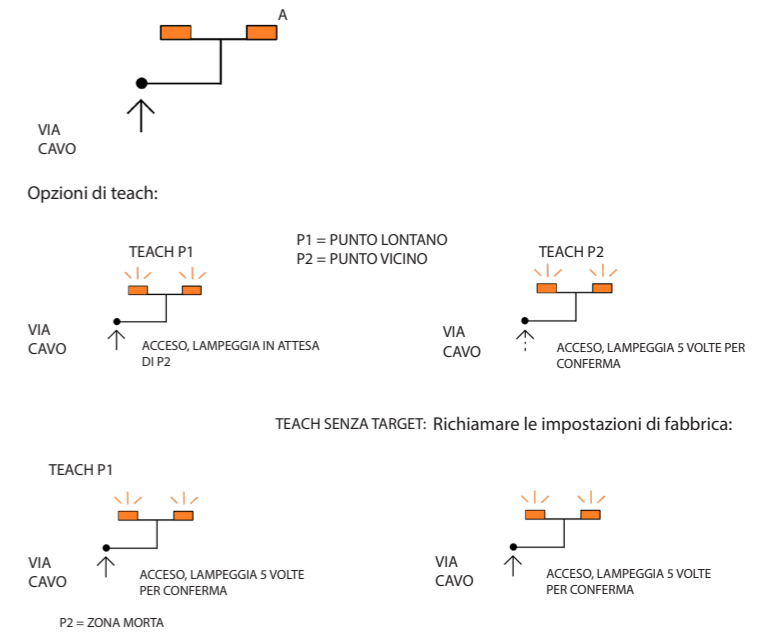 A
VIA
CAVO
Opzioni di teach:
P1 = PUNTO LONTANO
P2 = PUNTO VICINO
TEACH P1
VIA
CAVO
ACCESO, LAMPEGGIA IN ATTESA
DI P2
TEACH P2
VIA
CAVO
ACCESO, LAMPEGGIA 5 VOLTE PER
CONFERMA
TEACH SENZA TARGET: Richiamare le impostazioni di fabbrica:
TEACH P1
VIA
CAVO
ACCESO, LAMPEGGIA 5 VOLTE
PER CONFERMA
P2 = ZONA MORTA
VIA
CAVO
ACCESO, LAMPEGGIA 5 VOLTE
PER CONFERMA